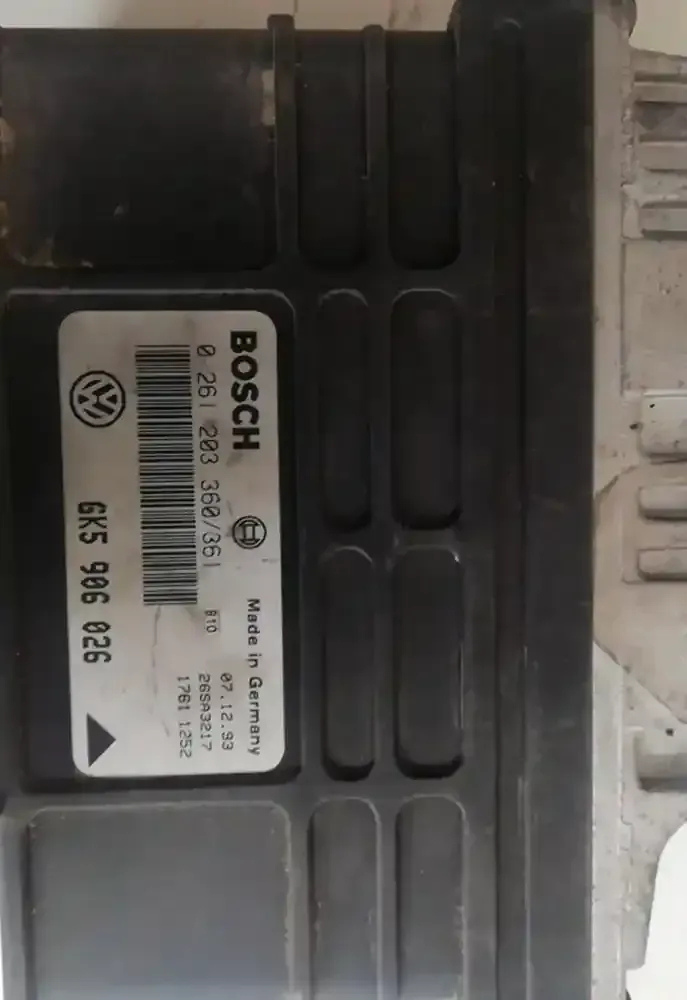 BOSCH
Made in Germany
0 261 203 360/361
810
07.12.93
26SA3217
1761 1252
VW
6K5 906 026